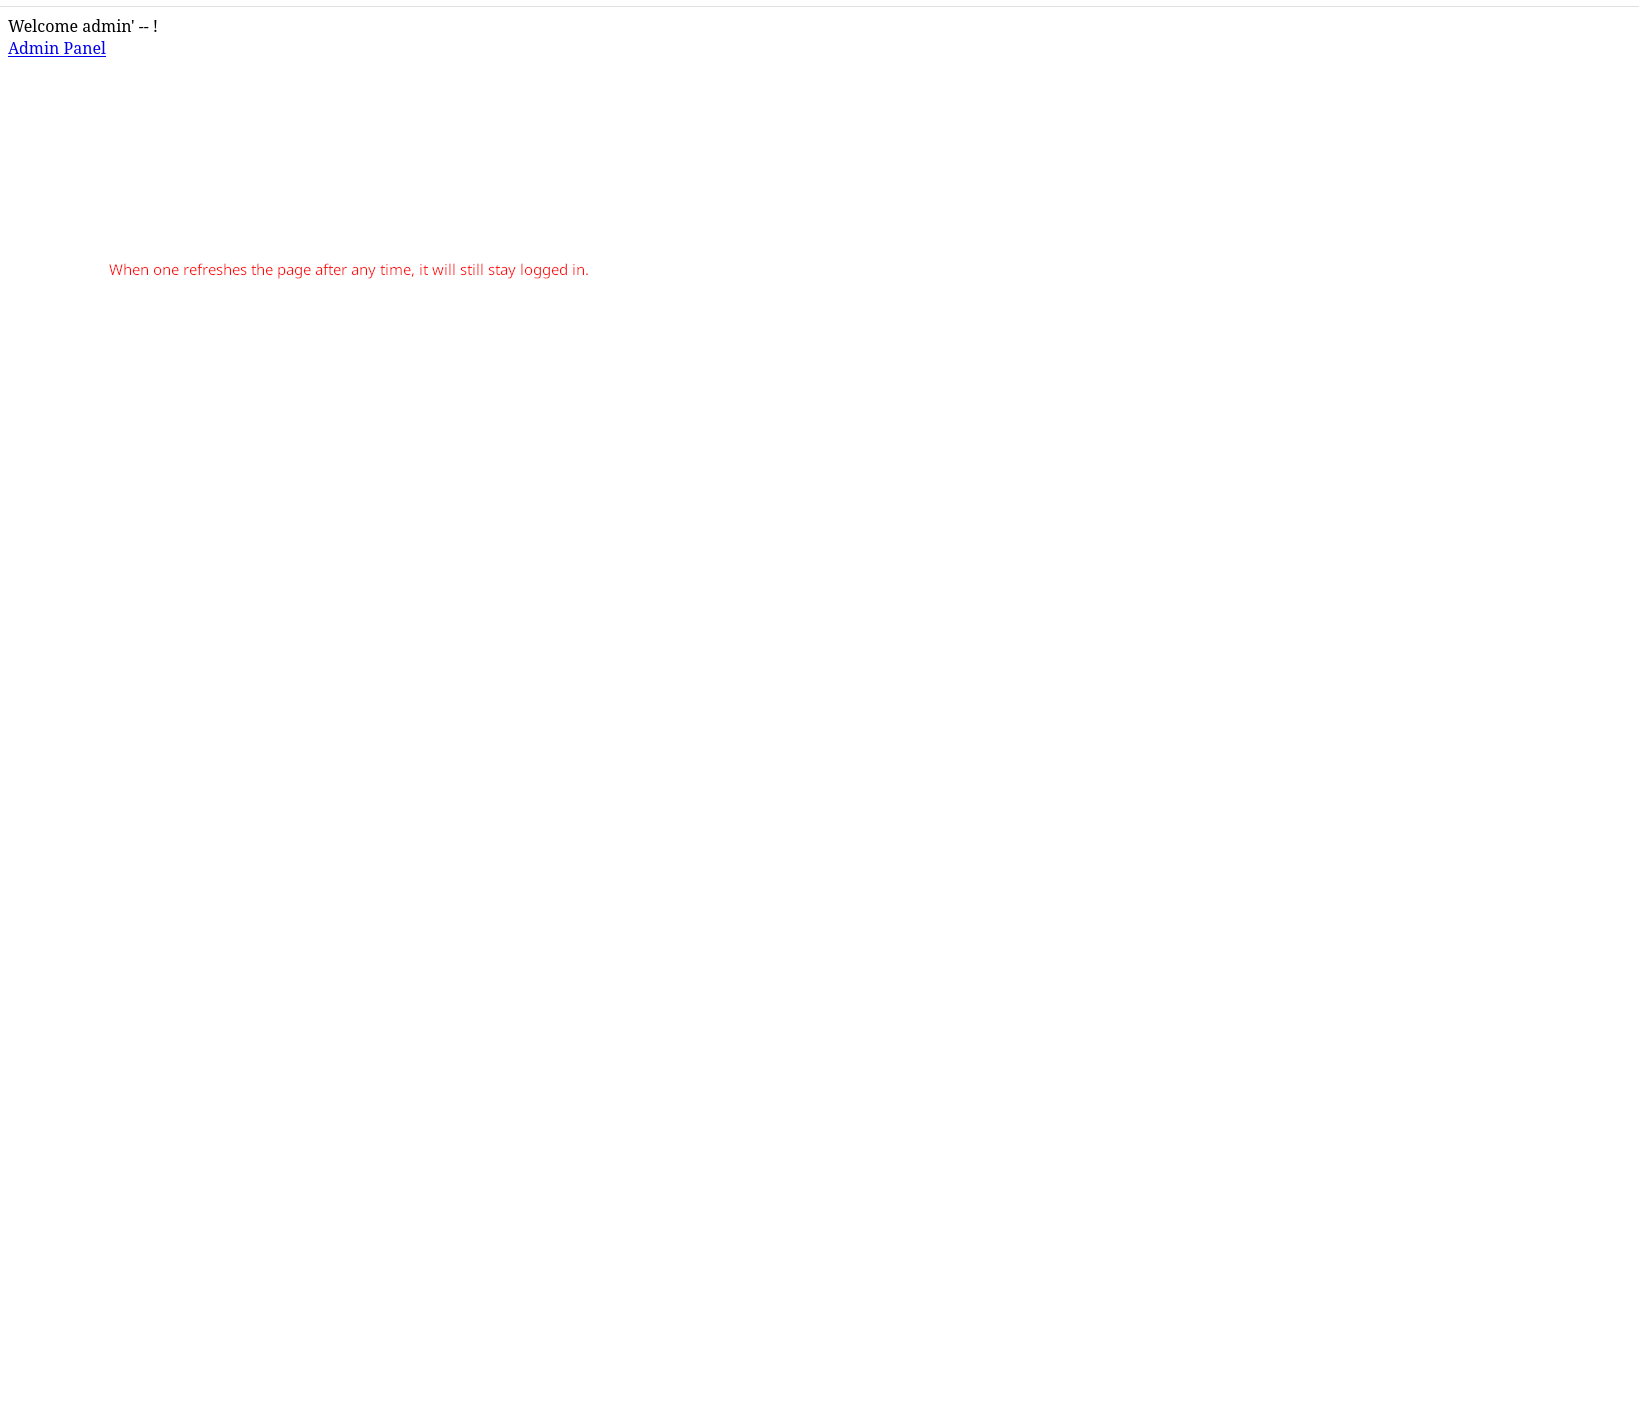 Welcome admin' -- !
Admin Panel
When one refreshes the page after any time, it will still stay logged in.